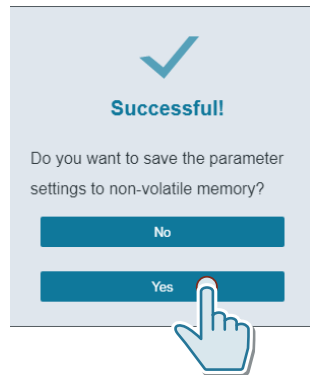 Successful!
Do you want to save the parameter
settings to non-volatile memory?
No
Yes